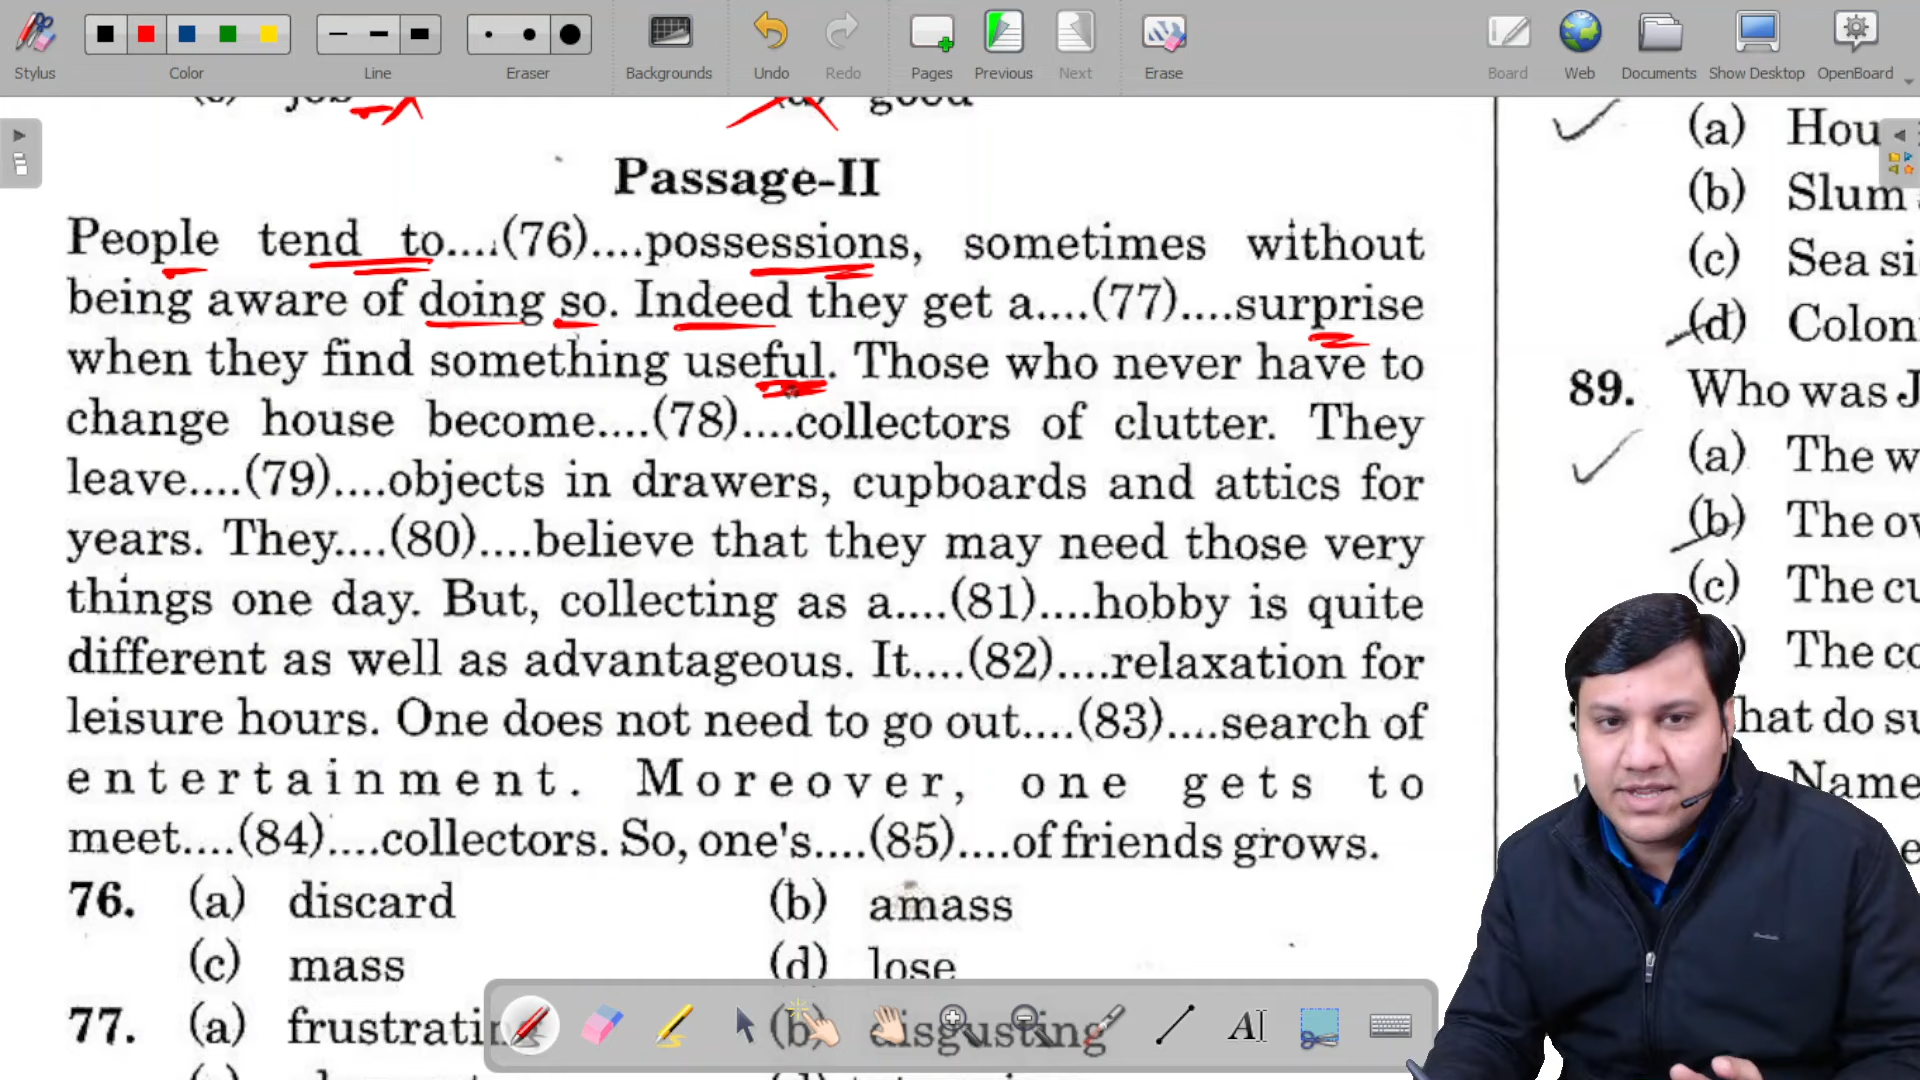 Stylus
Color
Line
Eraser
Backgrounds
Undo
Redo
Pages
Previous
Next
Erase
Board
Web
Documents
Show Desktop
OpenBoard
(c) job
(d) good
Passage-II
People tend to....(76)....possessions, sometimes without
being aware of doing so. Indeed they get a....(77)....surprise
when they find something useful. Those who never have to
change house become....(78)....collectors of clutter. They
leave....(79)....objects in drawers, cupboards and attics for
years. They....(80)....believe that they may need those very
things one day. But, collecting as a....(81)....hobby is quite
different as well as advantageous. It....(82)....relaxation for
leisure hours. One does not need to go out....(83)....search of
entertainment. Moreover, one gets to
meet....(84)....collectors. So, one's....(85)....of friends grows.
76. (a) discard (b) amass
(c) mass (d) lose
77. (a) frustrating (b) disgusting
(a) Hou
(b) Slum
(c) Sea si
(d) Colon
89. Who was J
(a) The w
(b) The ov
(c) The cu
The co
hat do su
Name